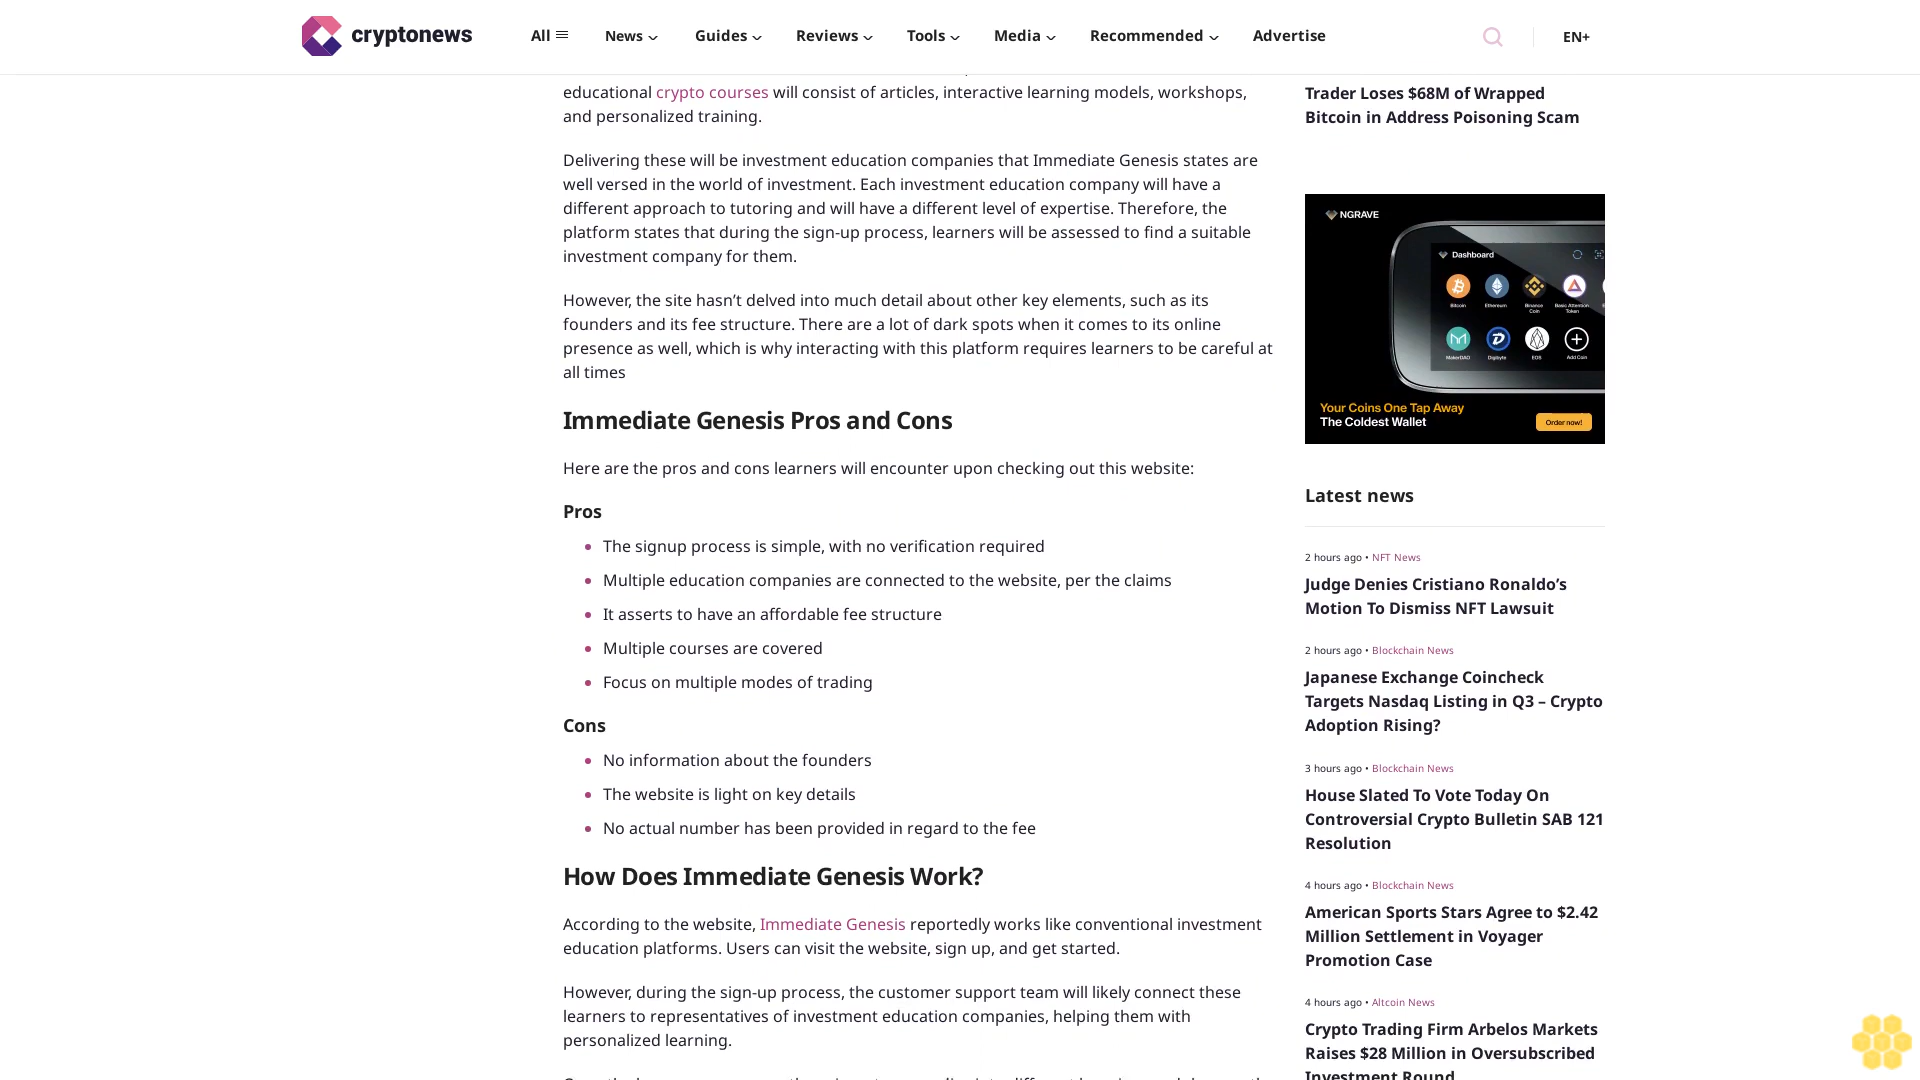 cryptonews
All
News
Guides
Reviews
Tools
Media
Recommended
Advertise
EN+
educational crypto courses will consist of articles, interactive learning models, workshops,
and personalized training.
Delivering these will be investment education companies that Immediate Genesis states are
well versed in the world of investment. Each investment education company will have a
different approach to tutoring and will have a different level of expertise. Therefore, the
platform states that during the sign-up process, learners will be assessed to find a suitable
investment company for them.
However, the site hasn’t delved into much detail about other key elements, such as its
founders and its fee structure. There are a lot of dark spots when it comes to its online
presence as well, which is why interacting with this platform requires learners to be careful at
all times
Immediate Genesis Pros and Cons
Here are the pros and cons learners will encounter upon checking out this website:
Pros
The signup process is simple, with no verification required
Multiple education companies are connected to the website, per the claims
It asserts to have an affordable fee structure
Multiple courses are covered
Focus on multiple modes of trading
Cons
No information about the founders
The website is light on key details
No actual number has been provided in regard to the fee
How Does Immediate Genesis Work?
According to the website, Immediate Genesis reportedly works like conventional investment
education platforms. Users can visit the website, sign up, and get started.
However, during the sign-up process, the customer support team will likely connect these
learners to representatives of investment education companies, helping them with
personalized learning.
Trader Loses $68M of Wrapped
Bitcoin in Address Poisoning Scam
NGRAVE
Dashboard
Bitcoin
Ethereum
Binance
Coin
Basic Attention
Token
MakerDAO
Digibyte
EOS
Add Coin
Your Coins One Tap Away
The Coldest Wallet
Order now!
Latest news
2 hours ago • NFT News
Judge Denies Cristiano Ronaldo’s
Motion To Dismiss NFT Lawsuit
2 hours ago • Blockchain News
Japanese Exchange Coincheck
Targets Nasdaq Listing in Q3 – Crypto
Adoption Rising?
3 hours ago • Blockchain News
House Slated To Vote Today On
Controversial Crypto Bulletin SAB 121
Resolution
4 hours ago • Blockchain News
American Sports Stars Agree to $2.42
Million Settlement in Voyager
Promotion Case
4 hours ago • Altcoin News
Crypto Trading Firm Arbelos Markets
Raises $28 Million in Oversubscribed
Investment Round